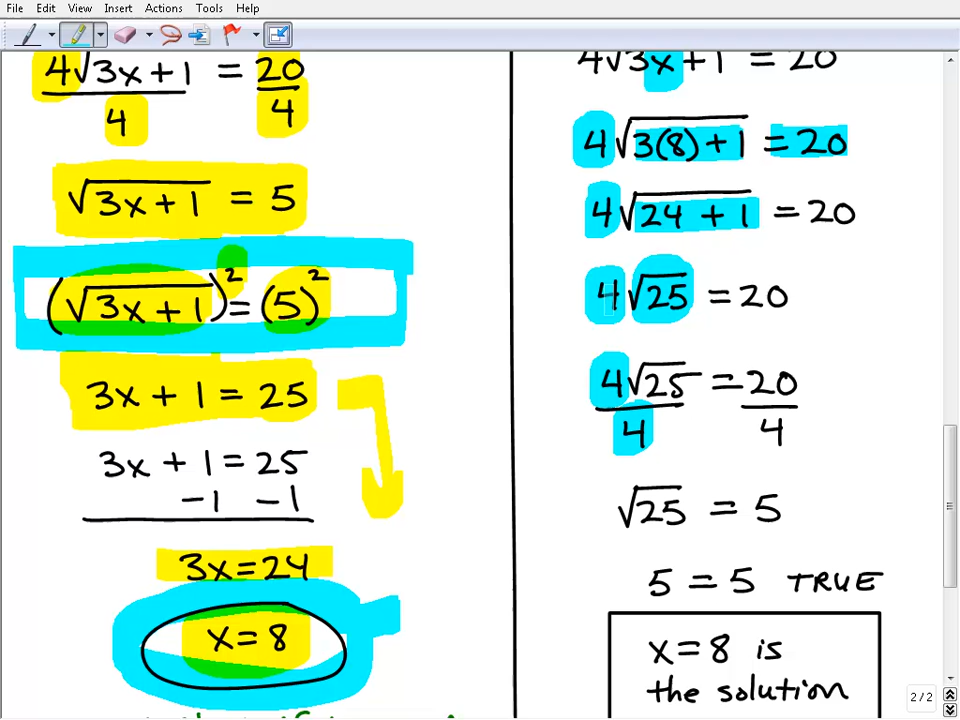 File Edit View Insert Actions Tools Help
4√3x+1 = 20
4 4
√3x+1 = 5
(√3x+1)² = (5)²
3x + 1 = 25
3x + 1 = 25
-1 -1
3x = 24
x = 8
4√3x+1 = 20
4√3(8)+1 = 20
4√24 + 1 = 20
4√25 = 20
4√25 = 20
4 4
√25 = 5
5 = 5 TRUE
x = 8 is
the solution
2/2